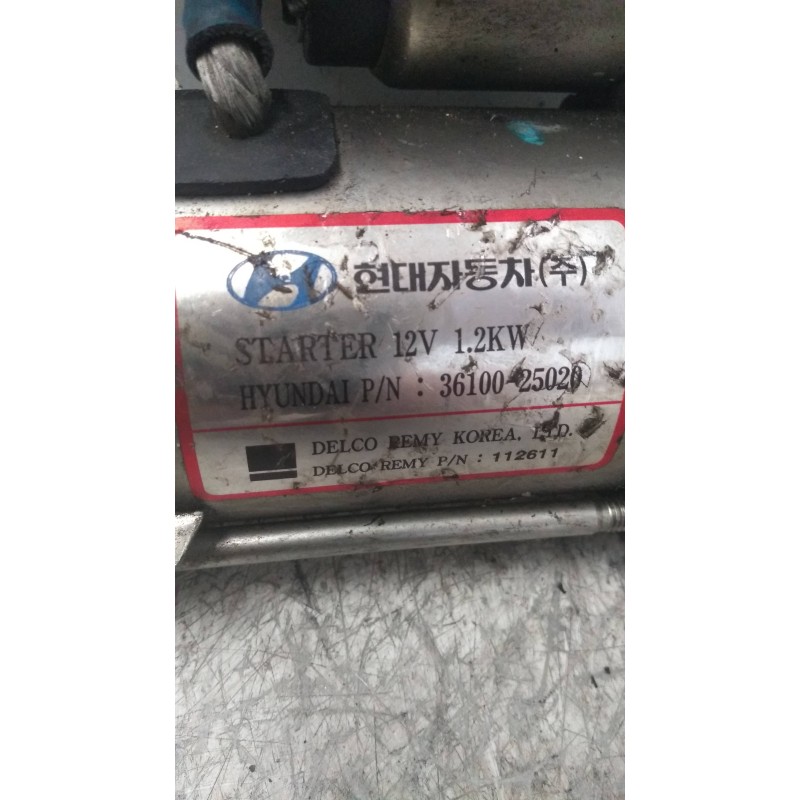 현대자동차(주)
STARTER 12V 1.2KW
HYUNDAI P/N : 36100-25020
DELCO REMY KOREA, LTD.
DELCO REMY P/N : 112611